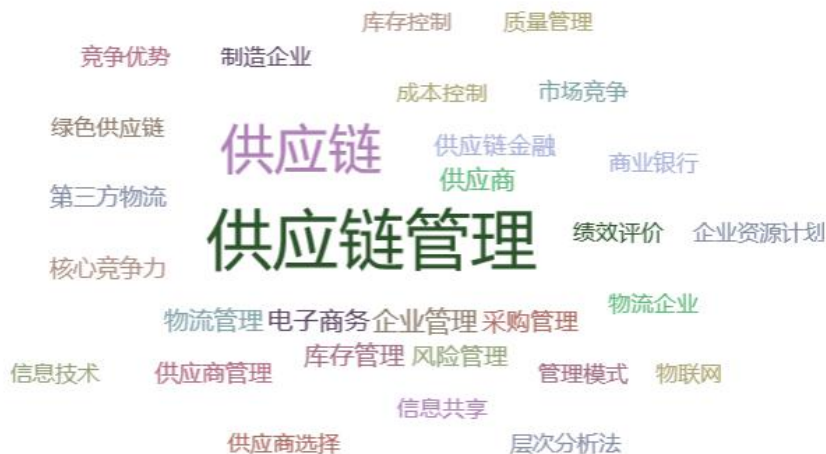 库存控制 质量管理
竞争优势 制造企业
成本控制 市场竞争
绿色供应链
供应链 供应链金融 商业银行
供应商
第三方物流
供应链管理 绩效评价 企业资源计划
核心竞争力
物流企业
物流管理 电子商务 企业管理 采购管理
库存管理 风险管理
信息技术 供应商管理 管理模式 物联网
信息共享
供应商选择 层次分析法